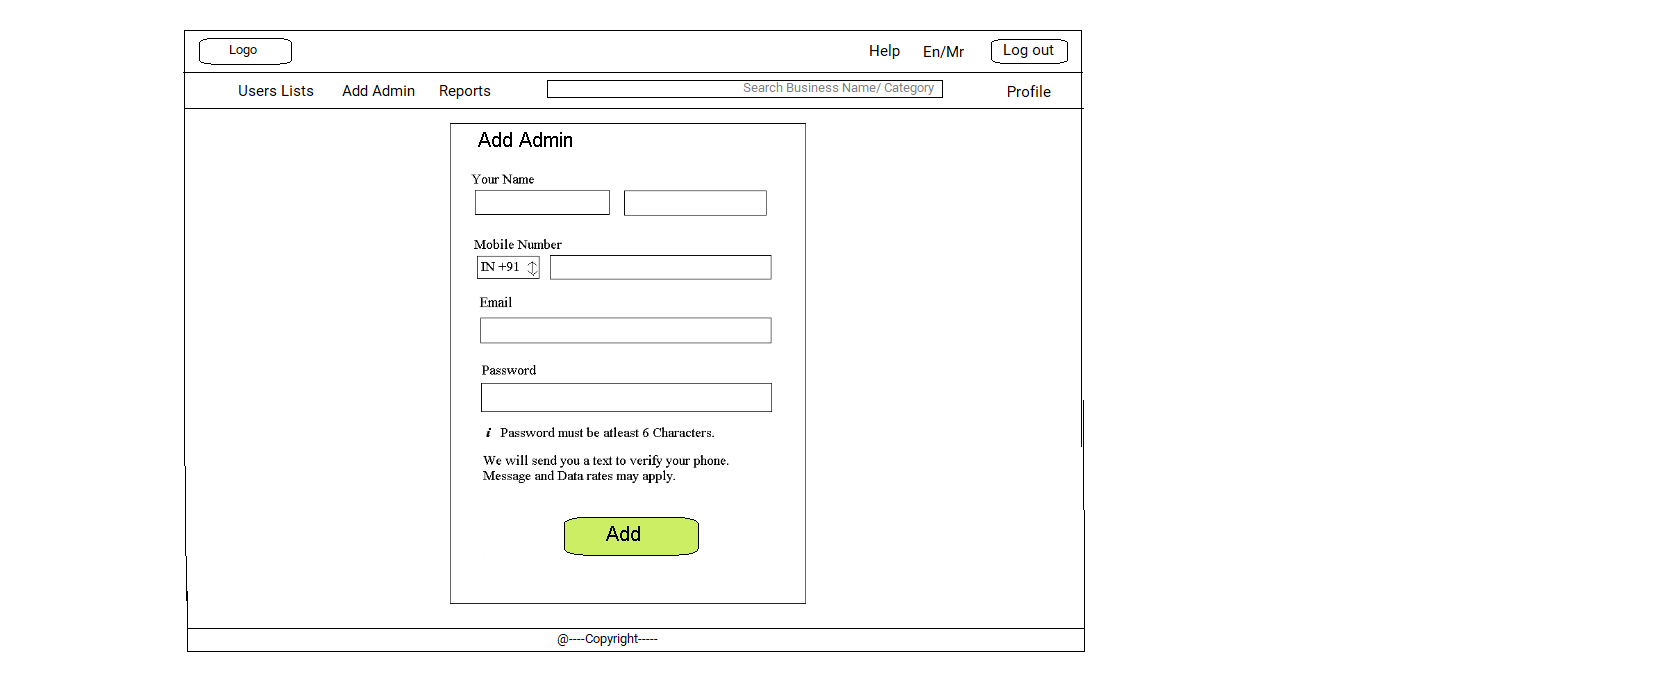 Logo
Help En/Mr Log out
Users Lists Add Admin Reports Search Business Name/ Category Profile
Add Admin
Your Name
Mobile Number
IN +91
Email
Password
i Password must be atleast 6 Characters.
We will send you a text to verify your phone.
Message and Data rates may apply.
Add
@----Copyright-----